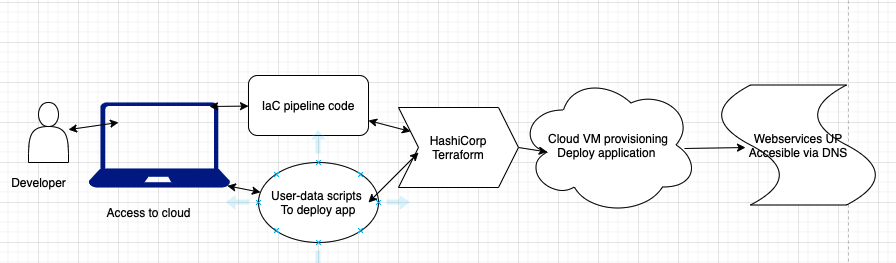 Developer
Access to cloud
IaC pipeline code
User-data scripts
To deploy app
HashiCorp
Terraform
Cloud VM provisioning
Deploy application
Webservices UP
Accesible via DNS